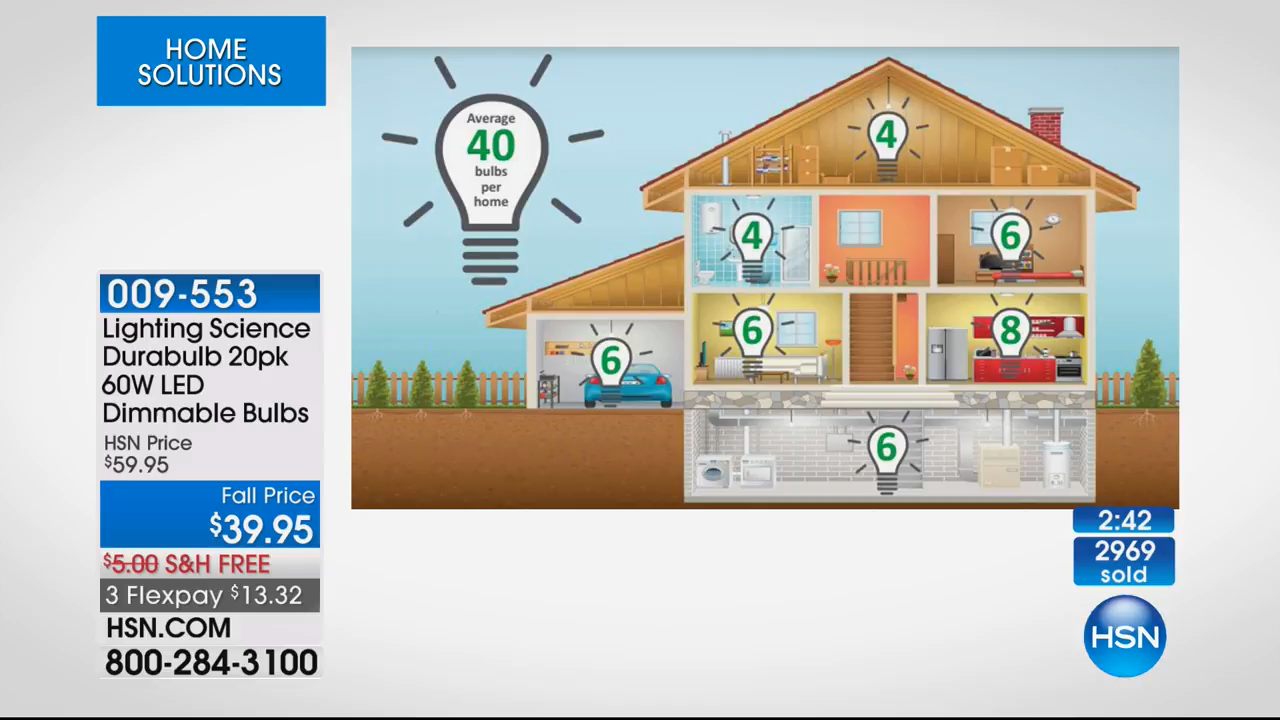 HOME
SOLUTIONS
Average
40
bulbs
per
home
4
4
6
6
8
6
6
009-553
Lighting Science
Durabulb 20pk
60W LED
Dimmable Bulbs
HSN Price
$59.95
Fall Price
$39.95
$5.00 S&H FREE
3 Flexpay $13.32
HSN.COM
800-284-3100
2:42
2969
sold
HSN